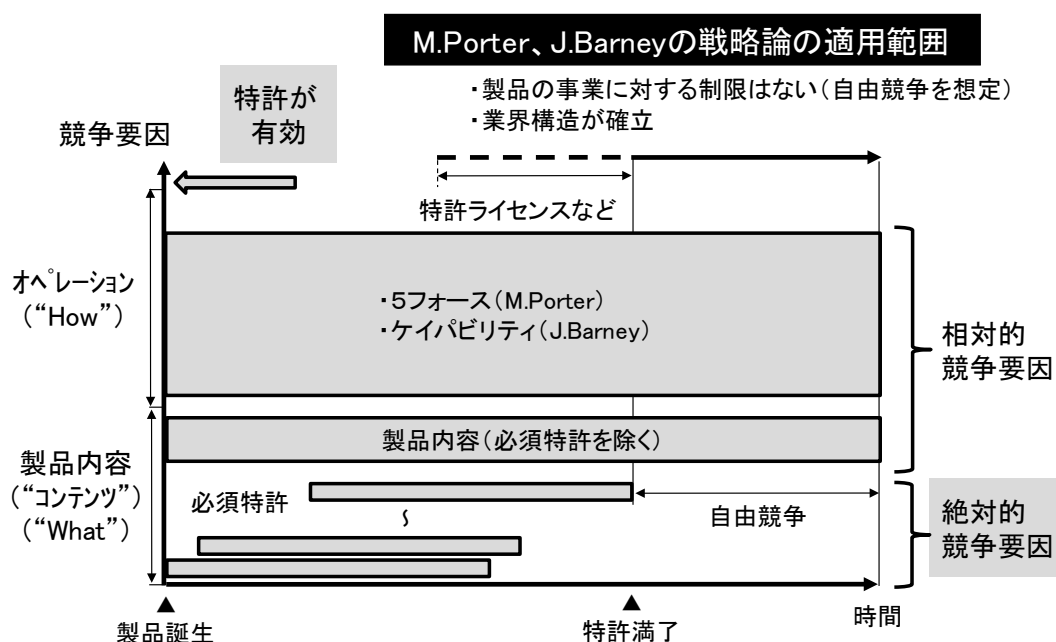 M.Porter、J.Barneyの戦略論の適用範囲
・製品の事業に対する制限はない（自由競争を想定）
・業界構造が確立
特許が
有効
競争要因
特許ライセンスなど
オペレーション
（“How”）
・5フォース（M.Porter）
・ケイパビリティ（J.Barney）
相対的
競争要因
製品内容（必須特許を除く）
製品内容
（“コンテンツ”）
（“What”）
必須特許
～
自由競争
絶対的
競争要因
▲
製品誕生
▲
特許満了
時間